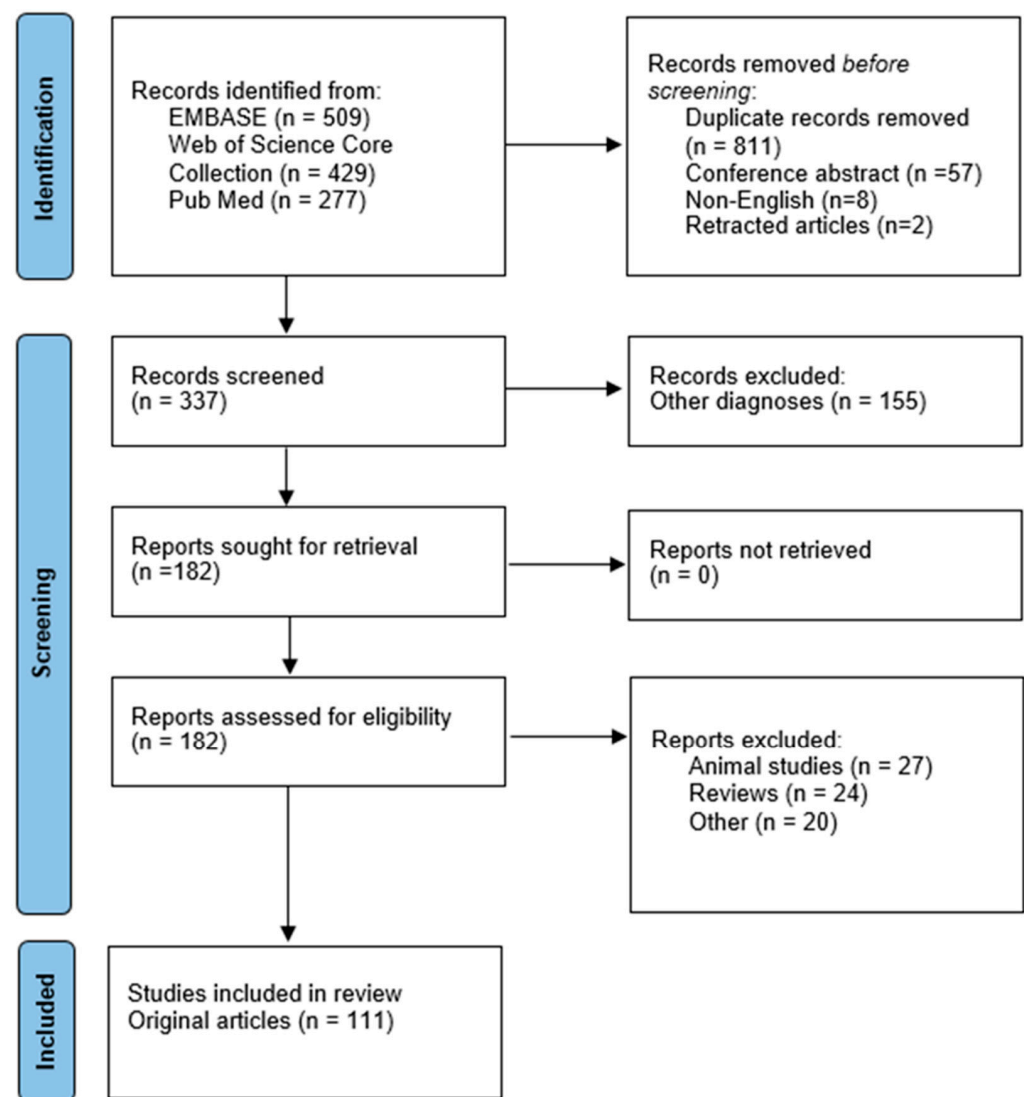 Identification
Records identified from:
EMBASE (n = 509)
Web of Science Core
Collection (n = 429)
Pub Med (n = 277)
Records removed before
screening:
Duplicate records removed
(n = 811)
Conference abstract (n =57)
Non-English (n=8)
Retracted articles (n=2)
Screening
Records screened
(n = 337)
Records excluded:
Other diagnoses (n = 155)
Reports sought for retrieval
(n =182)
Reports not retrieved
(n = 0)
Reports assessed for eligibility
(n = 182)
Reports excluded:
Animal studies (n = 27)
Reviews (n = 24)
Other (n = 20)
Included
Studies included in review
Original articles (n = 111)